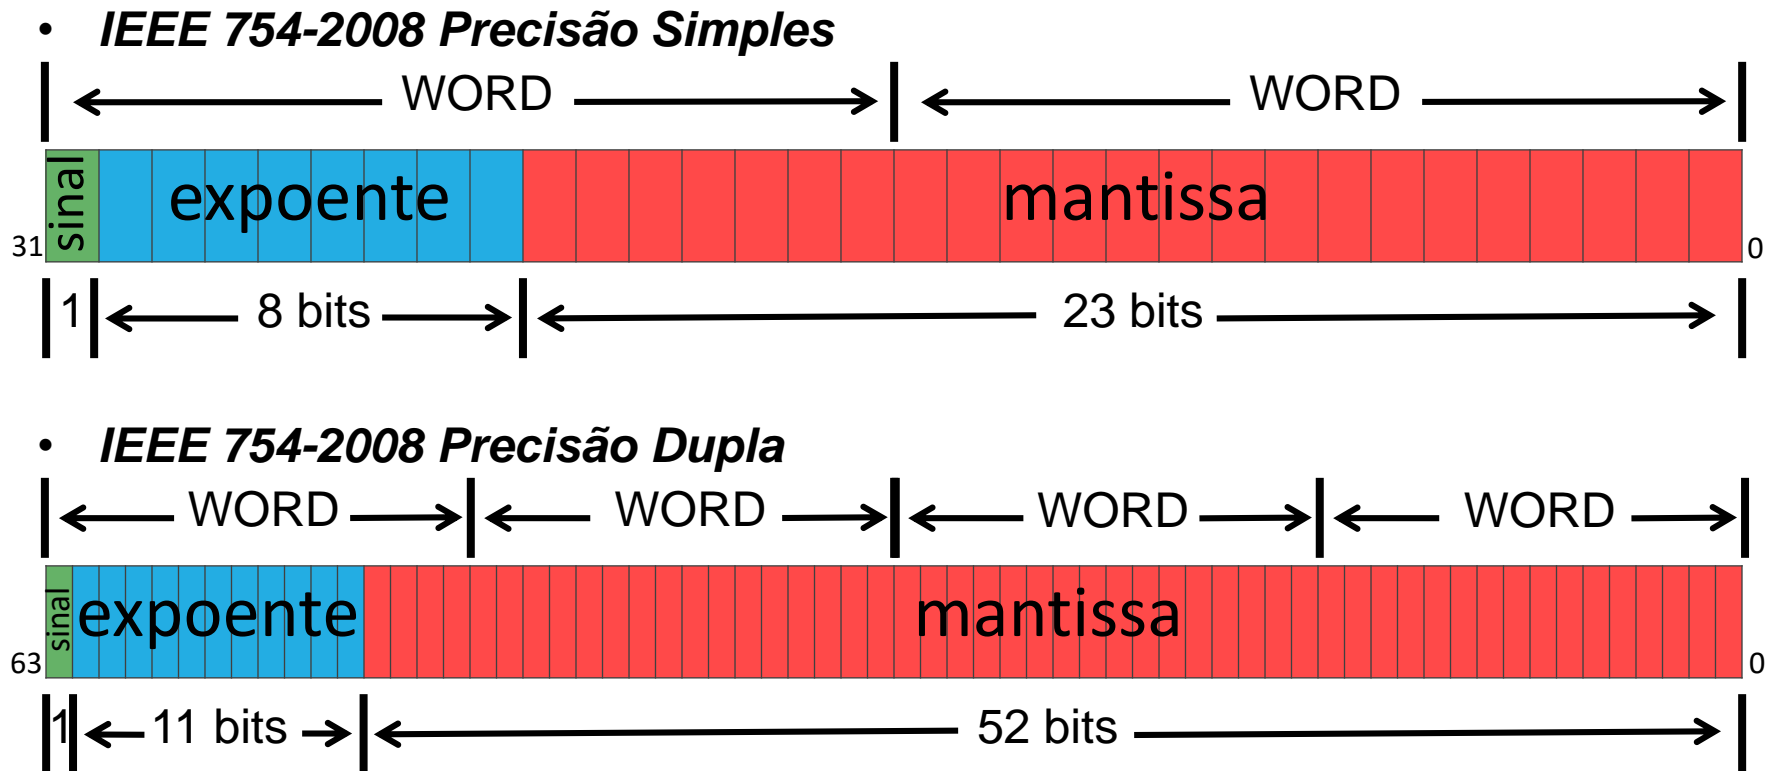 • IEEE 754-2008 Precisão Simples
WORD WORD
sinal expoente mantissa
31 0
1 8 bits 23 bits
• IEEE 754-2008 Precisão Dupla
WORD WORD WORD WORD
sinal expoente mantissa
63 0
1 11 bits 52 bits